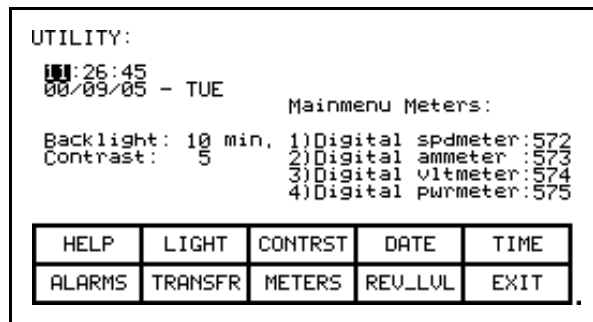 UTILITY:
11:26:45
00/09/05 - TUE
Mainmenu Meters:
Backlight: 10 min. 1)Digital spdmeter:572
Contrast: 5 2)Digital ammeter :573
3)Digital vltmeter:574
4)Digital pwrmeter:575
HELP LIGHT CONTRST DATE TIME
ALARMS TRANSFR METERS REV_LVL EXIT